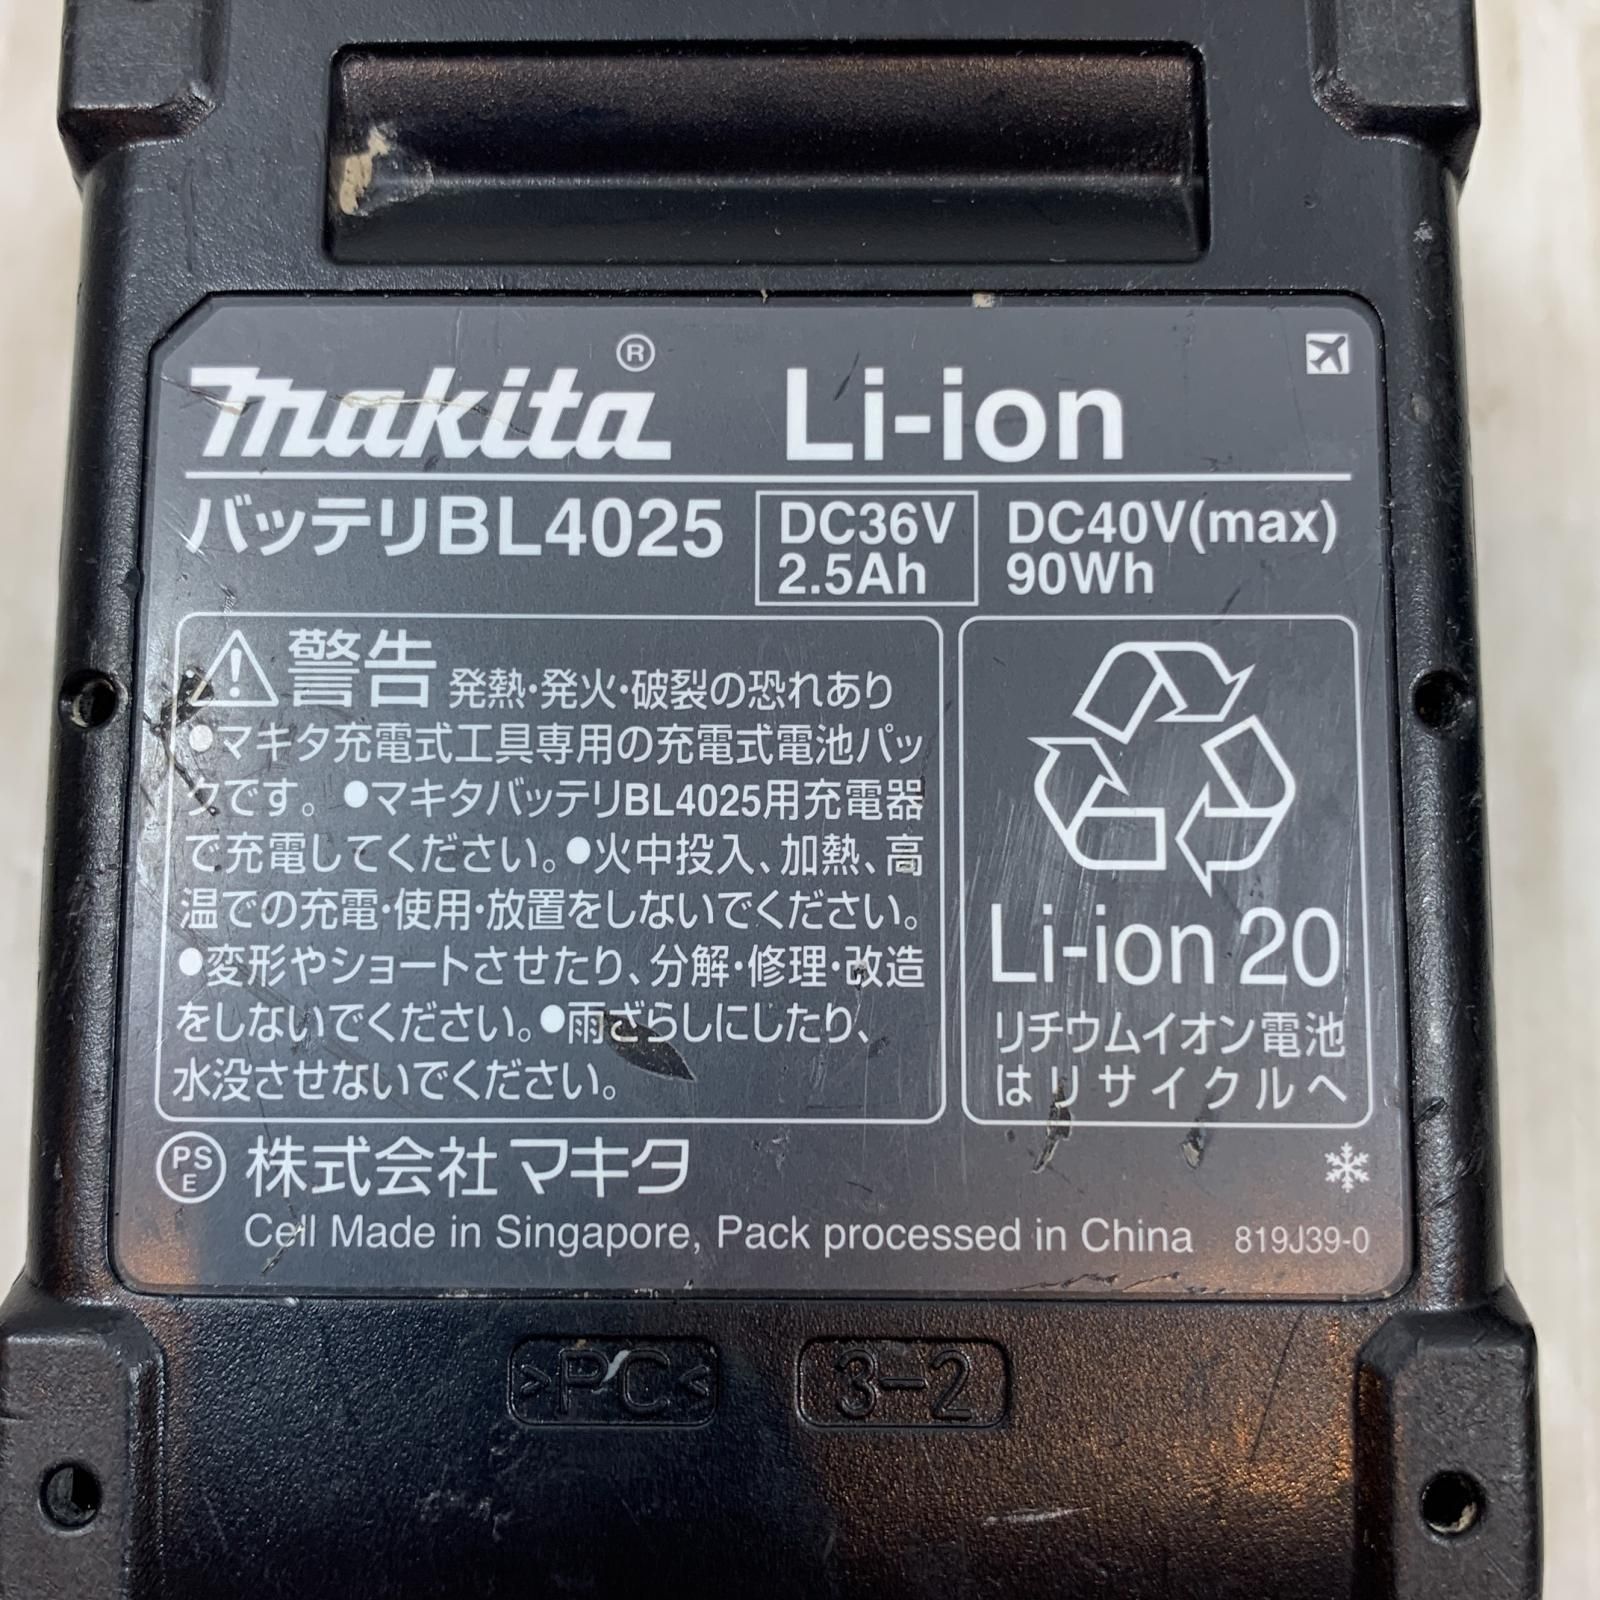 makita® Li-ion
バッテリBL4025 DC36V 2.5Ah DC40V(max) 90Wh
警告 発熱・発火・破裂の恐れあり
●マキタ充電式工具専用の充電式電池パッ
クです。●マキタバッテリBL4025用充電器
で充電してください。●火中投入、加熱、高
温での充電・使用・放置をしないでください。
●変形やショートさせたり、分解・修理・改造
をしないでください。●雨ざらしにしたり、
水没させないでください。
Li-ion 20
リチウムイオン電池
はリサイクルへ
PSE 株式会社マキタ
Cell Made in Singapore, Pack processed in China 819J39-0
>PC< 3-2